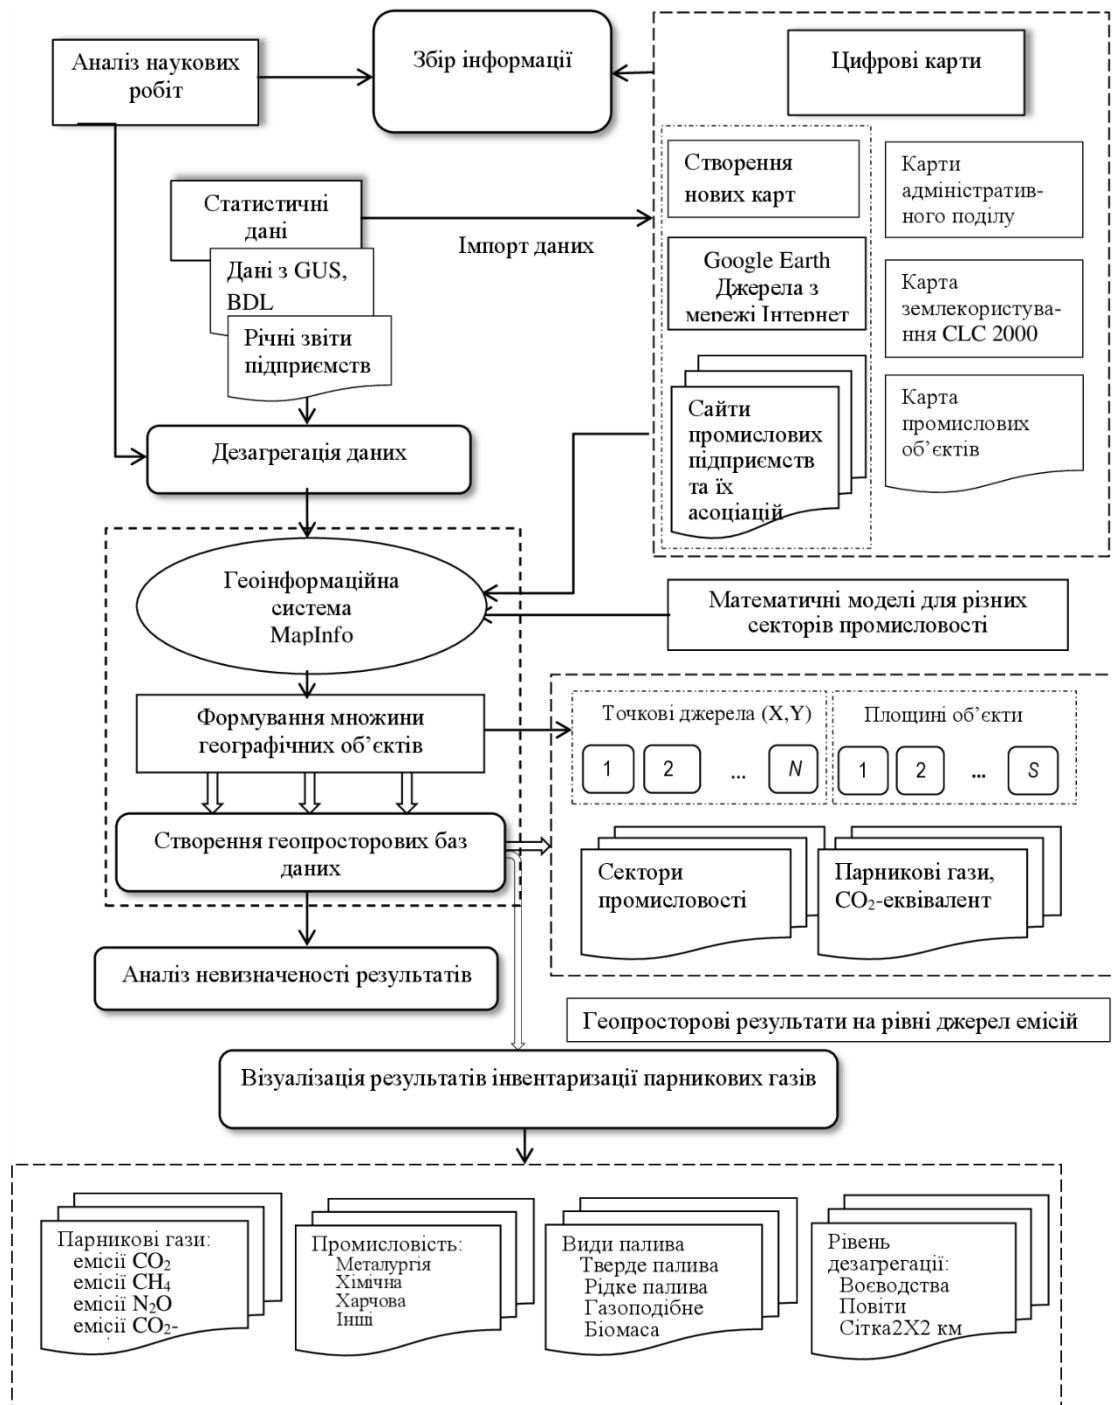 Аналіз наукових
робіт
Збір інформації
Цифрові карти
Створення
нових карт
Карти
адміністратив-
ного поділу
Статистичні
дані
Імпорт даних
Дані з GUS,
BDL
Річні звіти
підприємств
Google Earth
Джерела з
мережі Інтернет
Карта
землекористува-
ння CLC 2000
Сайти
промислових
підприємств
та їх
асоціацій
Карта
промислових
об’єктів
Дезагрегація даних
Геоінформаційна
система
MapInfo
Математичні моделі для різних
секторів промисловості
Формування множини
географічних об’єктів
Точкові джерела (X,Y)
1 2 ... N
Площині об’єкти
1 2 ... S
Створення геопросторових баз
даних
Сектори
промисловості
Парникові гази,
CO₂-еквівалент
Аналіз невизначеності результатів
Геопросторові результати на рівні джерел емісій
Візуалізація результатів інвентаризації парникових газів
Парникові гази:
емісії CO₂
емісії CH₄
емісії N₂O
емісії CO₂-
Промисловість:
Металургія
Хімічна
Харчова
Інші
Види палива
Тверде палива
Рідке палива
Газоподібне
Біомаса
Рівень
дезагрегації:
Воєводства
Повіти
Сітка2X2 км